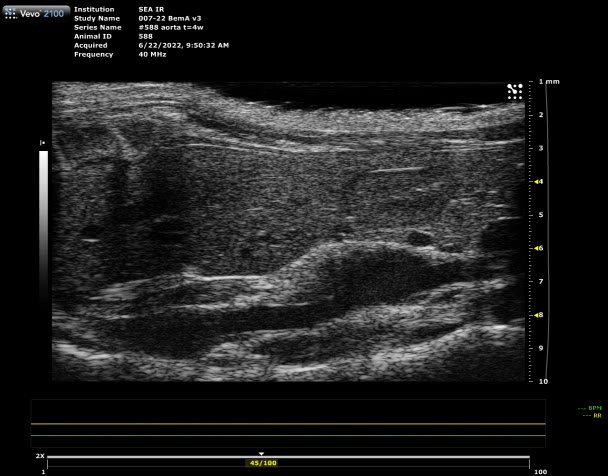 Vevo 2100
Institution SEA IR
Study Name 007-22 BemA v3
Series Name #588 aorta t=4w
Animal ID 588
Acquired 6/22/2022, 9:50:32 AM
Frequency 40 MHz
1 mm
2
3
4
5
6
7
8
9
10
--- BPM
--- RR
2X
45/100
1 100